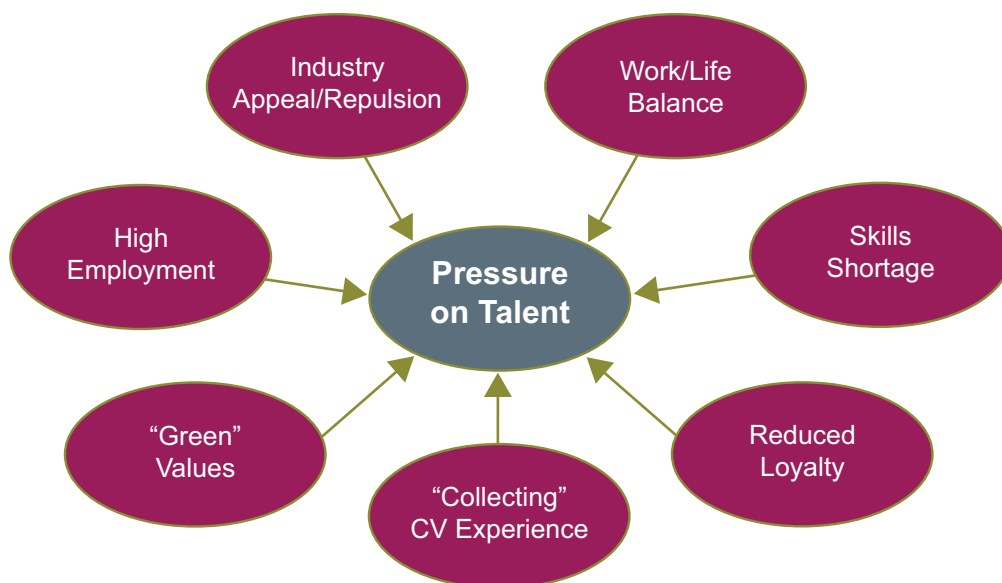 Industry
Appeal/Repulsion
Work/Life
Balance
High
Employment
Pressure
on Talent
Skills
Shortage
“Green”
Values
“Collecting”
CV Experience
Reduced
Loyalty